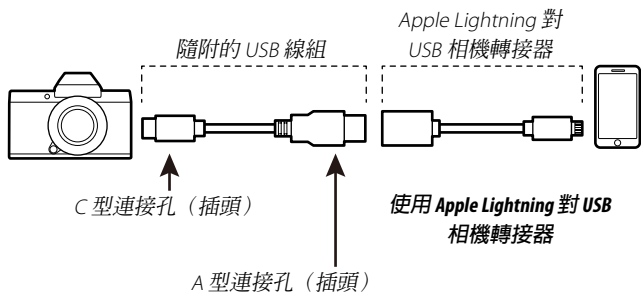 隨附的 USB 線組
Apple Lightning 對
USB 相機轉接器
C 型連接孔（插頭）
A 型連接孔（插頭）
使用 Apple Lightning 對 USB
相機轉接器